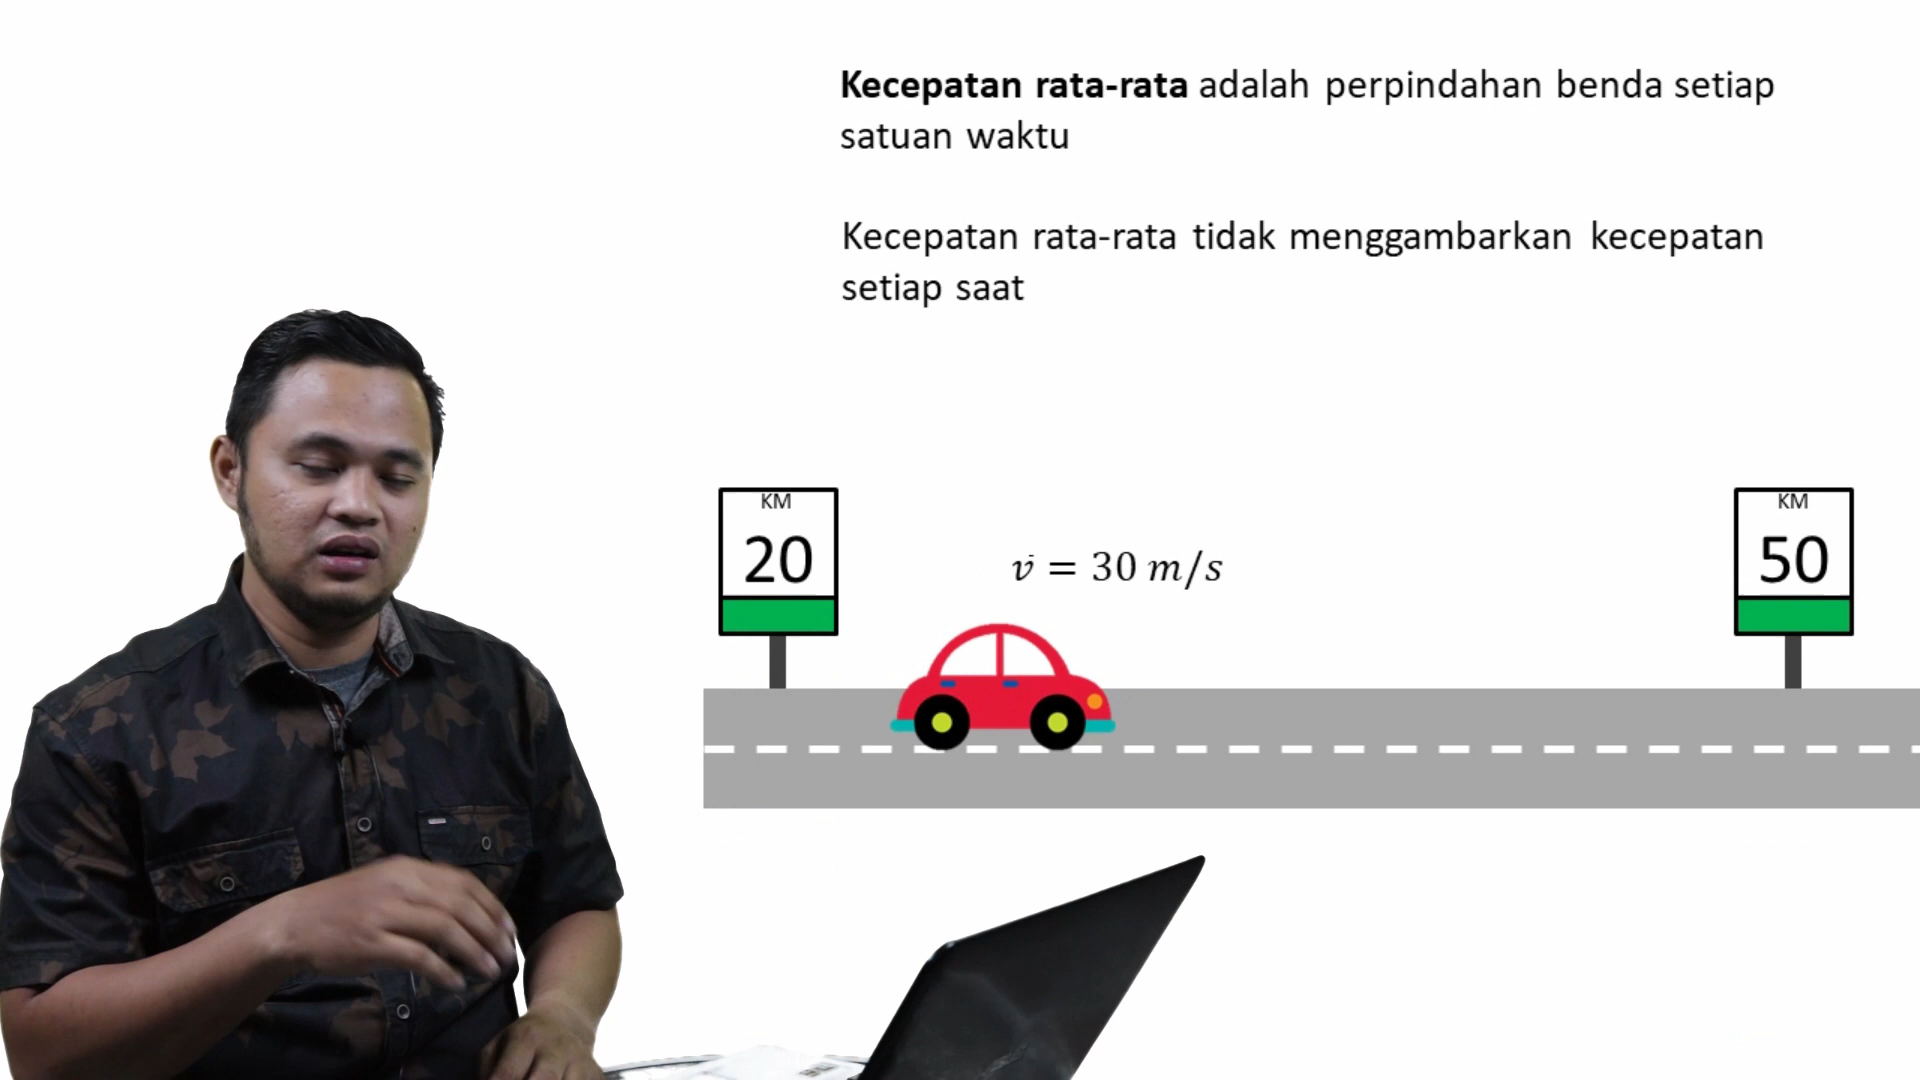 Kecepatan rata-rata adalah perpindahan benda setiap
satuan waktu
Kecepatan rata-rata tidak menggambarkan kecepatan
setiap saat
KM
20
v̄ = 30 m/s
KM
50